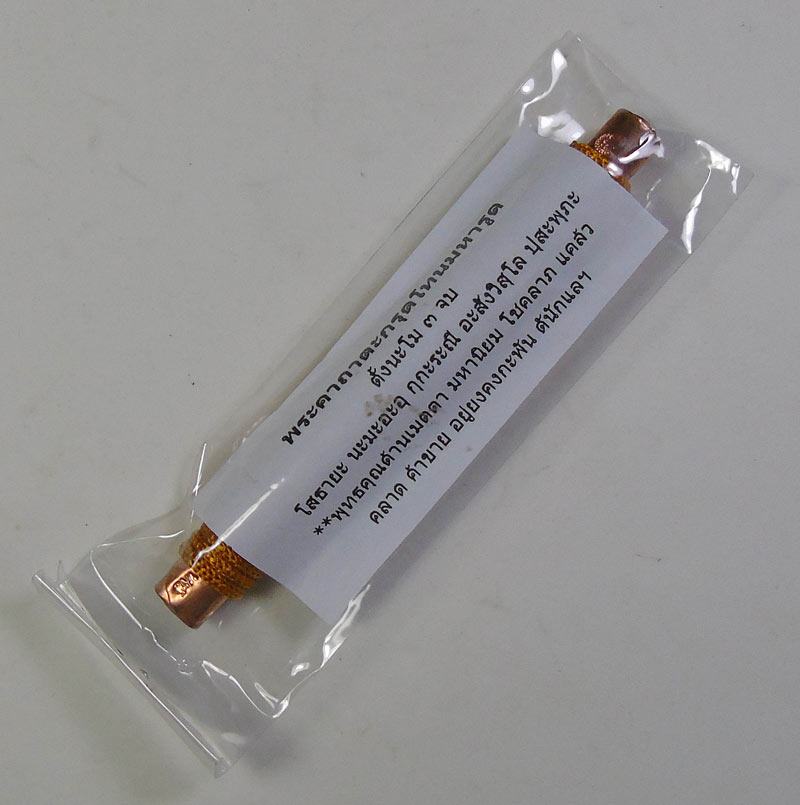 พระคาถาตะกรุดโทนมหารูด
ตั้งนะโม ๓ จบ
โสธายะ นะมะอะอุ กุกะระณี อะสังวิสุโล ปุสะพุภะ
**พุทธคุณด้านเมตตา มหานิยม โชคลาภ แคล้ว
คลาด ค้าขาย อยู่ยงคงกะพัน ดีนักแลฯ